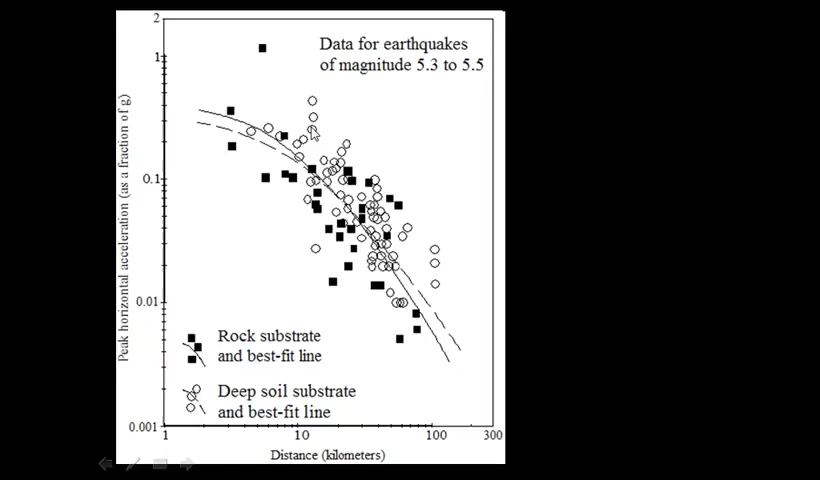 2
Data for earthquakes
of magnitude 5.3 to 5.5
1
0.1
0.01
0.001
Peak horizontal acceleration (as a fraction of g)
Rock substrate
and best-fit line
Deep soil substrate
and best-fit line
1 10 100 300
Distance (kilometers)